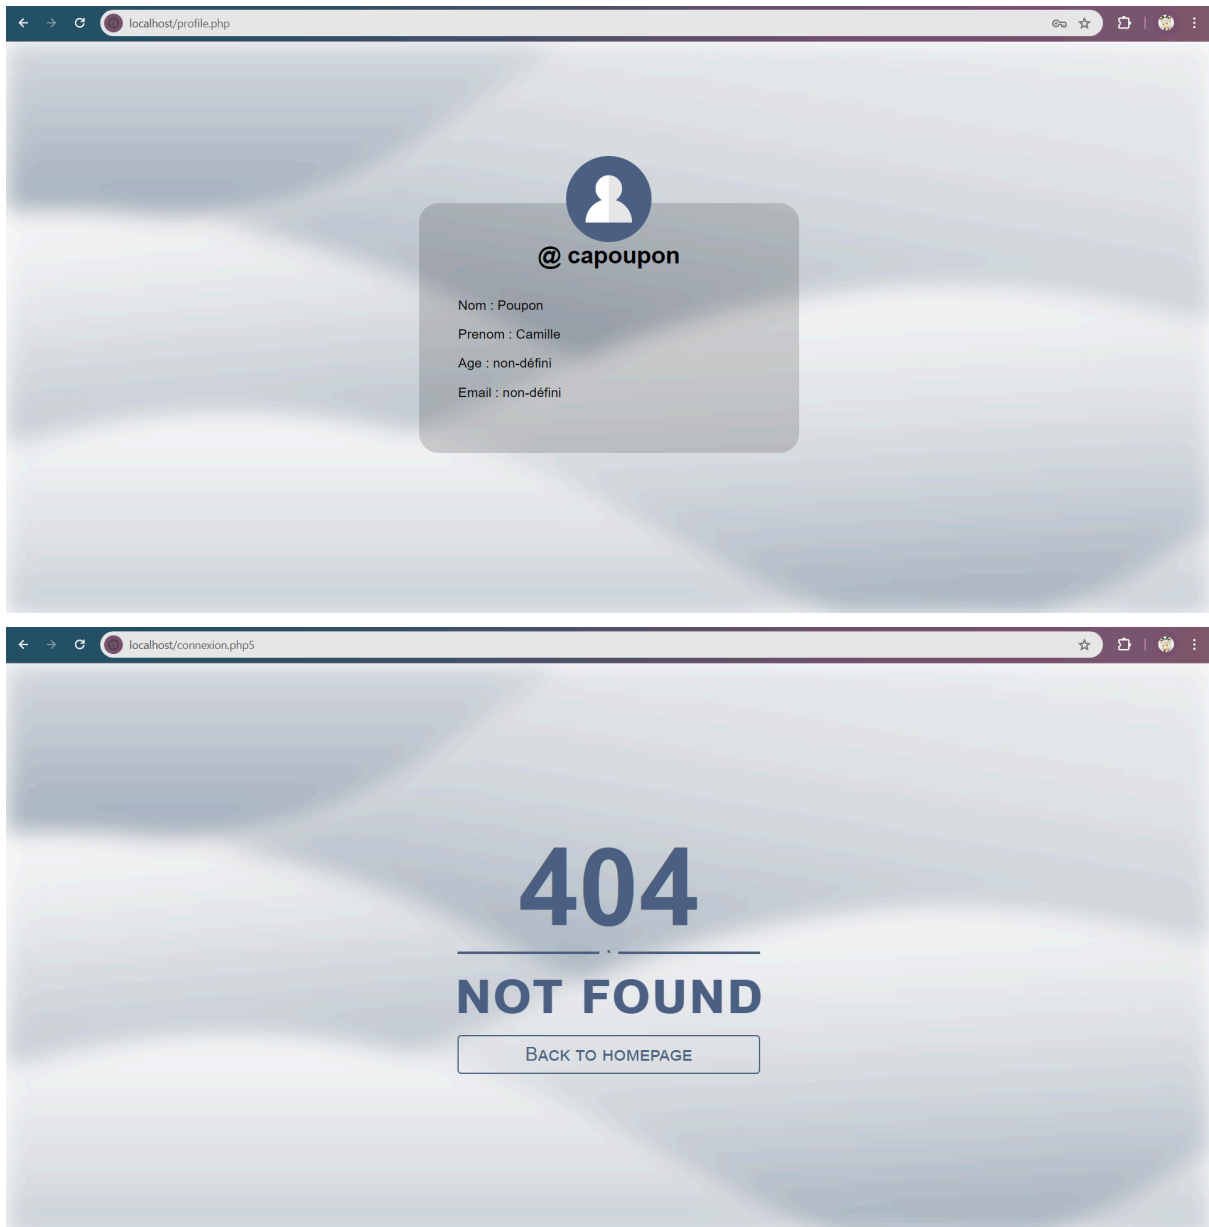 localhost/profile.php
@ capoupon
Nom : Poupon
Prenom : Camille
Age : non-défini
Email : non-défini
localhost/connexion.php5
404
NOT FOUND
Back to homepage